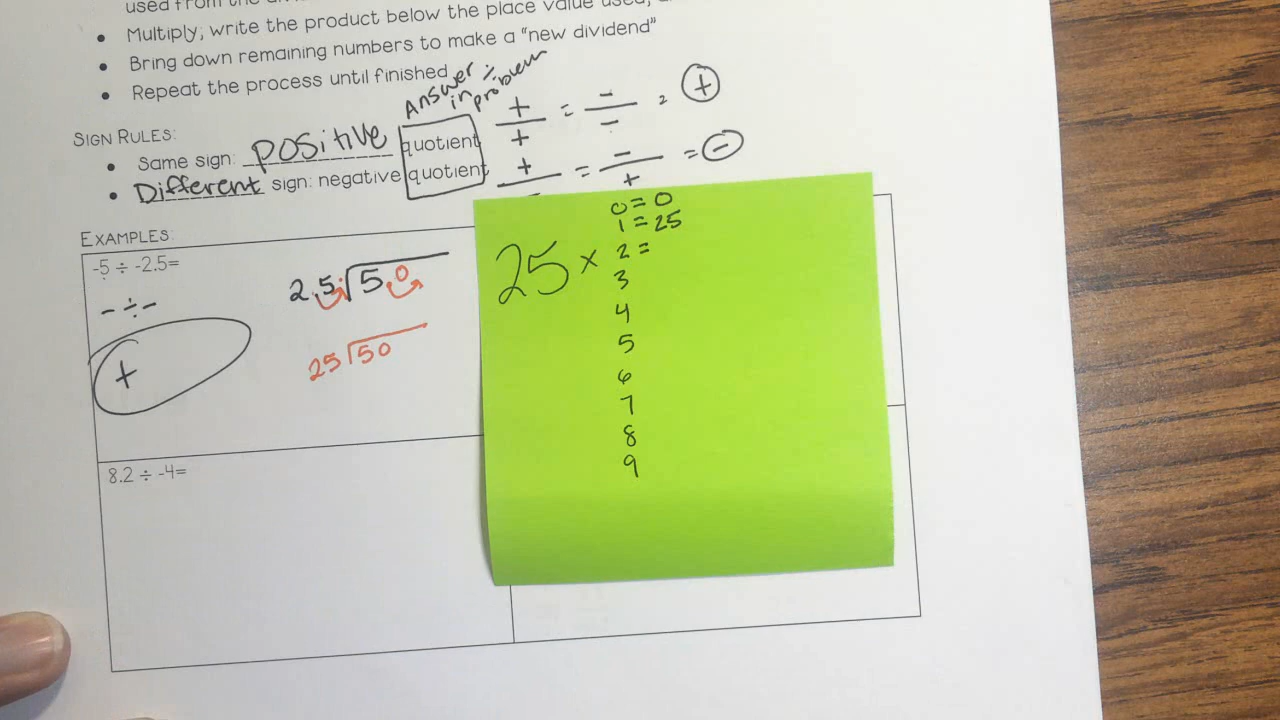 used from the
• Multiply; write the product below the place value used,
• Bring down remaining numbers to make a "new dividend"
• Repeat the process until finished
Answer ÷
in problem
SIGN RULES:
+/+ = -/- = +
• Same sign: positive quotient
• Different sign: negative quotient
+/- = -/+ = -
EXAMPLES:
-5 ÷ -2.5=
- ÷ -
+
2.5. 5 0
25 50
8.2 ÷ -4=
25 ×
0 = 0
1 = 25
2 =
3
4
5
6
7
8
9